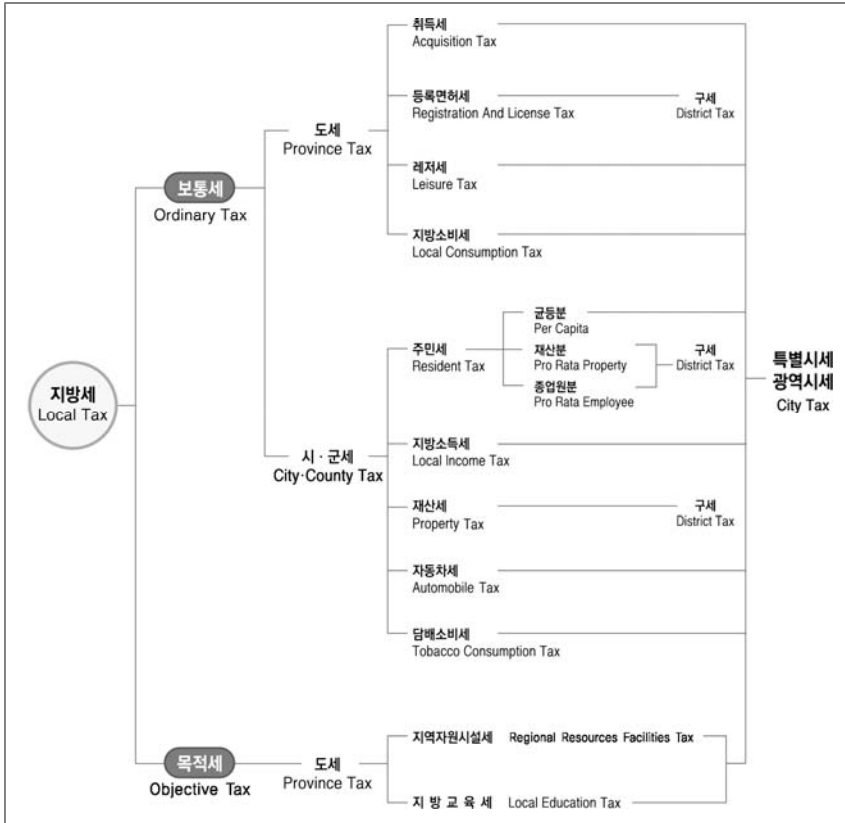 취득세
Acquisition Tax
등록면허세
Registration And License Tax
구세
District Tax
도세
Province Tax
레저세
Leisure Tax
보통세
Ordinary Tax
지방소비세
Local Consumption Tax
균등분
Per Capita
주민세
Resident Tax
재산분
Pro Rata Property
구세
District Tax
종업원분
Pro Rata Employee
특별시세
광역시세
City Tax
지방세
Local Tax
시·군세
City·County Tax
지방소득세
Local Income Tax
재산세
Property Tax
구세
District Tax
자동차세
Automobile Tax
담배소비세
Tobacco Consumption Tax
지역자원시설세 Regional Resources Facilities Tax
목적세
Objective Tax
도세
Province Tax
지 방 교 육 세 Local Education Tax